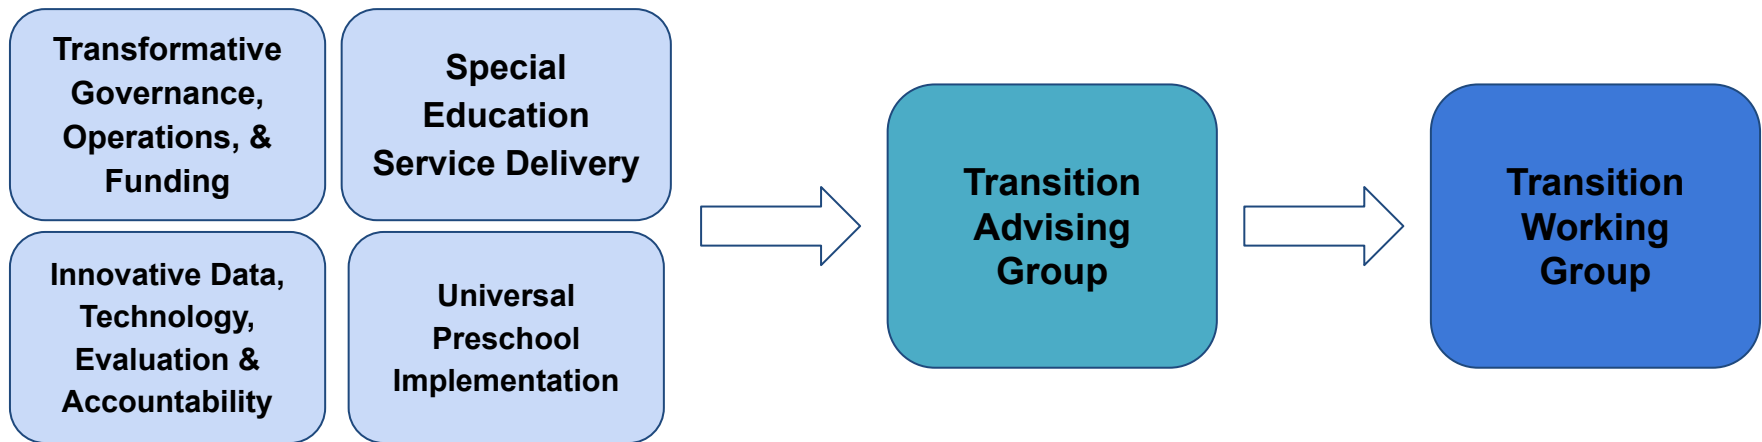 Transformative
Governance,
Operations, &
Funding
Special
Education
Service Delivery
Innovative Data,
Technology,
Evaluation &
Accountability
Universal
Preschool
Implementation
Transition
Advising
Group
Transition
Working
Group